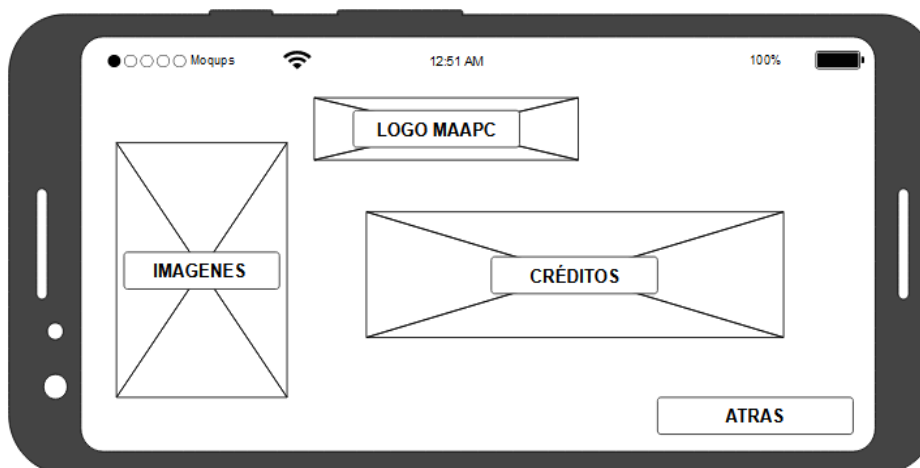 Moqups 12:51 AM 100%
LOGO MAAPC
IMAGENES
CRÉDITOS
ATRAS